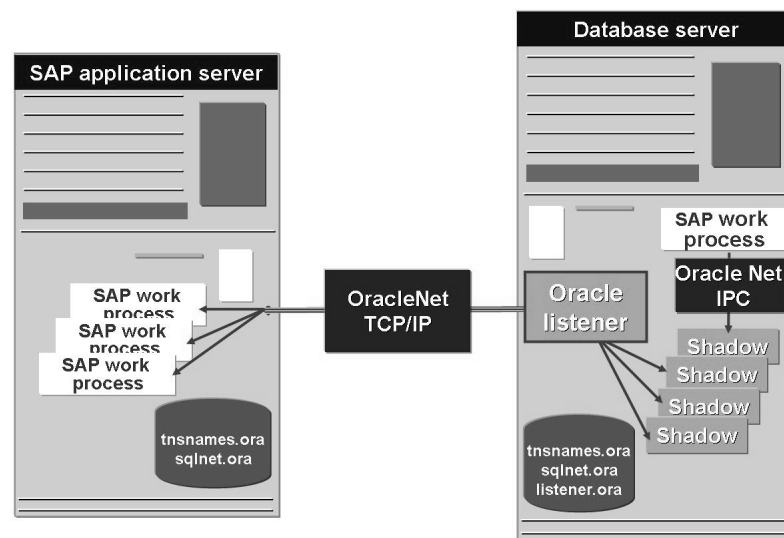 SAP application server
SAP work
process
SAP work
process
SAP work
process
tnsnames.ora
sqlnet.ora
OracleNet
TCP/IP
Database server
Oracle
listener
SAP work
process
Oracle Net
IPC
Shadow
Shadow
Shadow
Shadow
tnsnames.ora
sqlnet.ora
listener.ora